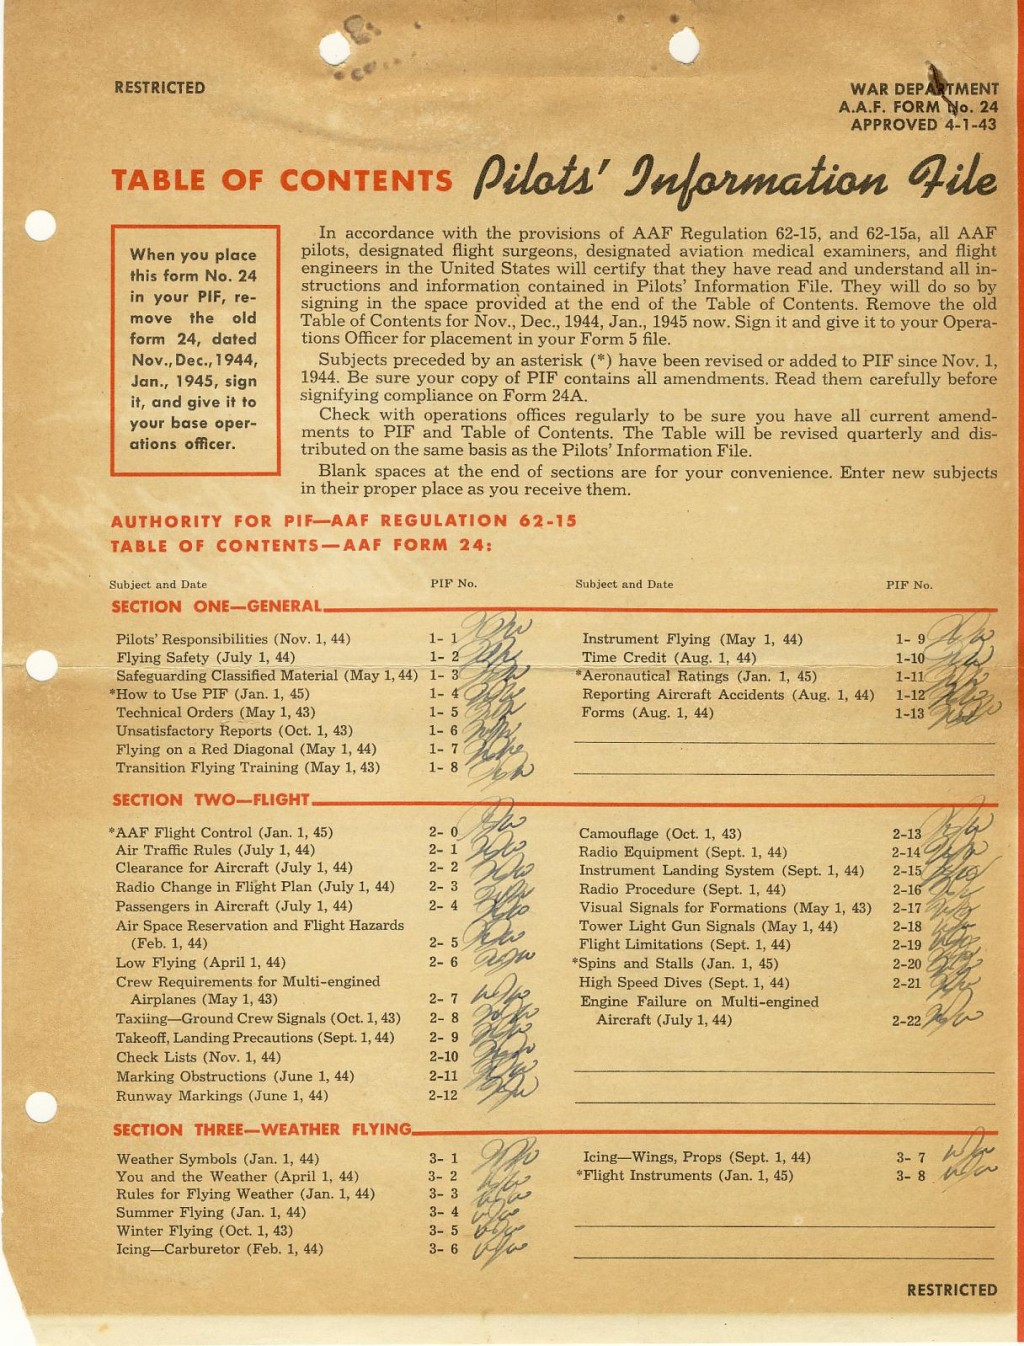 RESTRICTED
WAR DEPARTMENT
A.A.F. FORM No. 24
APPROVED 4-1-43
TABLE OF CONTENTS Pilots' Information File
When you place
this form No. 24
in your PIF, re-
move the old
form 24, dated
Nov., Dec., 1944,
Jan., 1945, sign
it, and give it to
your base oper-
ations officer.
In accordance with the provisions of AAF Regulation 62-15, and 62-15a, all AAF
pilots, designated flight surgeons, designated aviation medical examiners, and flight
engineers in the United States will certify that they have read and understand all in-
structions and information contained in Pilots' Information File. They will do so by
signing in the space provided at the end of the Table of Contents. Remove the old
Table of Contents for Nov., Dec., 1944, Jan., 1945 now. Sign it and give it to your Opera-
tions Officer for placement in your Form 5 file.
Subjects preceded by an asterisk (*) have been revised or added to PIF since Nov. 1,
1944. Be sure your copy of PIF contains all amendments. Read them carefully before
signifying compliance on Form 24A.
Check with operations offices regularly to be sure you have all current amend-
ments to PIF and Table of Contents. The Table will be revised quarterly and dis-
tributed on the same basis as the Pilots' Information File.
Blank spaces at the end of sections are for your convenience. Enter new subjects
in their proper place as you receive them.
AUTHORITY FOR PIF—AAF REGULATION 62-15
TABLE OF CONTENTS—AAF FORM 24:
Subject and Date PIF No.
SECTION ONE—GENERAL
Pilots' Responsibilities (Nov. 1, 44) 1- 1
Flying Safety (July 1, 44) 1- 2
Safeguarding Classified Material (May 1, 44) 1- 3
*How to Use PIF (Jan. 1, 45) 1- 4
Technical Orders (May 1, 43) 1- 5
Unsatisfactory Reports (Oct. 1, 43) 1- 6
Flying on a Red Diagonal (May 1, 44) 1- 7
Transition Flying Training (May 1, 43) 1- 8
Subject and Date PIF No.
Instrument Flying (May 1, 44) 1- 9
Time Credit (Aug. 1, 44) 1-10
*Aeronautical Ratings (Jan. 1, 45) 1-11
Reporting Aircraft Accidents (Aug. 1, 44) 1-12
Forms (Aug. 1, 44) 1-13
SECTION TWO—FLIGHT
*AAF Flight Control (Jan. 1, 45) 2- 0
Air Traffic Rules (July 1, 44) 2- 1
Clearance for Aircraft (July 1, 44) 2- 2
Radio Change in Flight Plan (July 1, 44) 2- 3
Passengers in Aircraft (July 1, 44) 2- 4
Air Space Reservation and Flight Hazards
(Feb. 1, 44) 2- 5
Low Flying (April 1, 44) 2- 6
Crew Requirements for Multi-engined
Airplanes (May 1, 43) 2- 7
Taxiing—Ground Crew Signals (Oct. 1, 43) 2- 8
Takeoff, Landing Precautions (Sept. 1, 44) 2- 9
Check Lists (Nov. 1, 44) 2-10
Marking Obstructions (June 1, 44) 2-11
Runway Markings (June 1, 44) 2-12
Camouflage (Oct. 1, 43) 2-13
Radio Equipment (Sept. 1, 44) 2-14
Instrument Landing System (Sept. 1, 44) 2-15
Radio Procedure (Sept. 1, 44) 2-16
Visual Signals for Formations (May 1, 43) 2-17
Tower Light Gun Signals (May 1, 44) 2-18
Flight Limitations (Sept. 1, 44) 2-19
*Spins and Stalls (Jan. 1, 45) 2-20
High Speed Dives (Sept. 1, 44) 2-21
Engine Failure on Multi-engined
Aircraft (July 1, 44) 2-22
SECTION THREE—WEATHER FLYING
Weather Symbols (Jan. 1, 44) 3- 1
You and the Weather (April 1, 44) 3- 2
Rules for Flying Weather (Jan. 1, 44) 3- 3
Summer Flying (Jan. 1, 44) 3- 4
Winter Flying (Oct. 1, 43) 3- 5
Icing—Carburetor (Feb. 1, 44) 3- 6
Icing—Wings, Props (Sept. 1, 44) 3- 7
*Flight Instruments (Jan. 1, 45) 3- 8
RESTRICTED